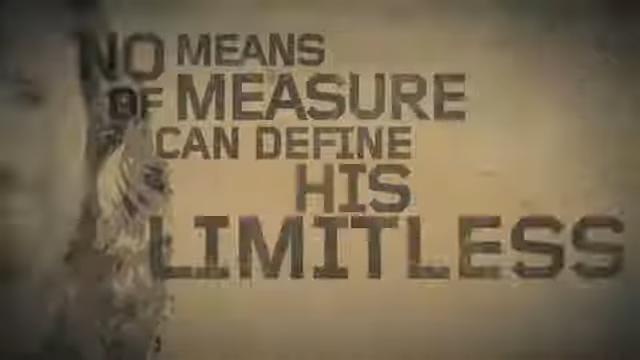 NO MEANS
OF MEASURE
CAN DEFINE
HIS
LIMITLESS